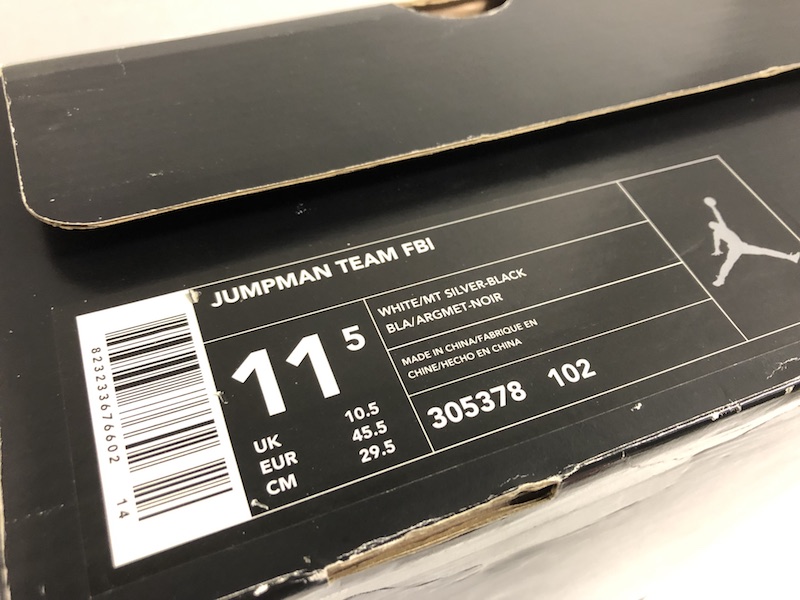 JUMPMAN TEAM FBI
11 5
UK 10.5
EUR 45.5
CM 29.5
WHITE/MT SILVER-BLACK
BLA/ARGMET-NOIR
MADE IN CHINA/FABRIQUE EN
CHINE/HECHO EN CHINA
305378 102
823233676602 14